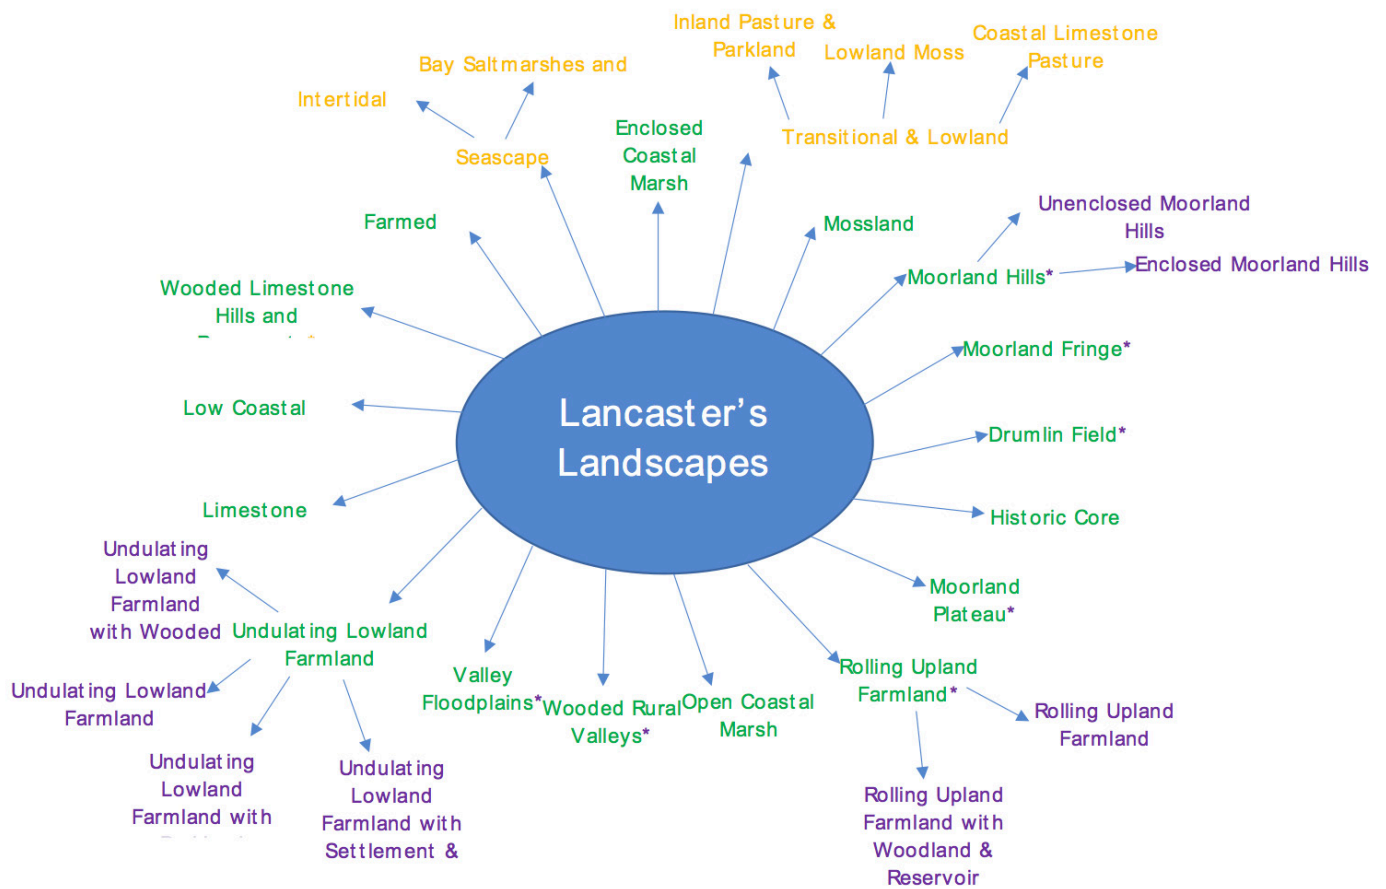 Inland Pasture &
Parkland
Lowland Moss
Coastal Limestone
Pasture
Bay Saltmarshes and
Intertidal
Transitional & Lowland
Seascape
Enclosed
Coastal
Marsh
Farmed
Mossland
Unenclosed Moorland
Hills
Enclosed Moorland Hills
Moorland Hills*
Wooded Limestone
Hills and
Moorland Fringe*
Low Coastal
Lancaster’s
Landscapes
Drumlin Field*
Limestone
Historic Core
Undulating
Lowland
Farmland
with Wooded
Undulating Lowland
Farmland
Undulating Lowland
Farmland
Undulating
Lowland
Farmland with
Undulating
Lowland
Farmland with
Settlement &
Valley
Floodplains*
Wooded Rural
Valleys*
Open Coastal
Marsh
Moorland
Plateau*
Rolling Upland
Farmland*
Rolling Upland
Farmland
Rolling Upland
Farmland with
Woodland &
Reservoir